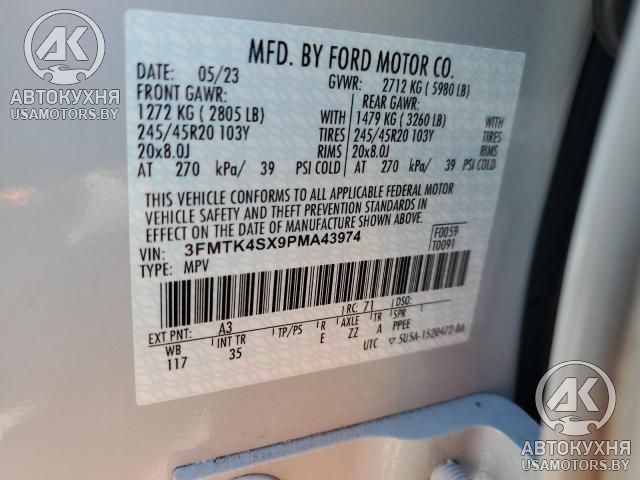 АК
АВТОКУХНЯ
USAMOTORS.BY
MFD. BY FORD MOTOR CO.
DATE: 05/23 GVWR: 2712 KG ( 5980 LB)
FRONT GAWR: REAR GAWR:
1272 KG ( 2805 LB) 1479 KG ( 3260 LB)
245/45R20 103Y TIRES 245/45R20 103Y TIRES
20x8.0J RIMS 20x8.0J RIMS
AT 270 kPa/ 39 PSI COLD AT 270 kPa/ 39 PSI COLD
THIS VEHICLE CONFORMS TO ALL APPLICABLE FEDERAL MOTOR
VEHICLE SAFETY AND THEFT PREVENTION STANDARDS IN
EFFECT ON THE DATE OF MANUFACTURE SHOWN ABOVE.
VIN: 3FMTK4SX9PMA43974 F0059
TYPE: MPV T0091
EXT PNT: A3 RC: 71 DSO:
WB INT TR TP/PS R AXLE TR SPR
117 35 E ZZ A PPEE
UTC 5U5A-1520472-BA
АК
АВТОКУХНЯ
USAMOTORS.BY